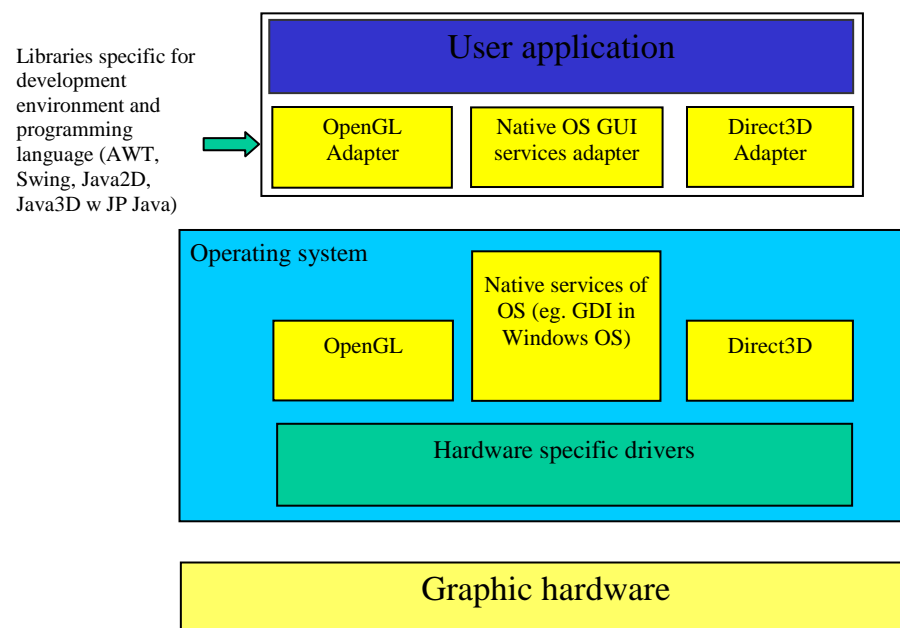 User application
Libraries specific for
development
environment and
programming
language (AWT,
Swing, Java2D,
Java3D w JP Java)
OpenGL
Adapter
Native OS GUI
services adapter
Direct3D
Adapter
Operating system
Native services of
OS (eg. GDI in
Windows OS)
OpenGL
Direct3D
Hardware specific drivers
Graphic hardware